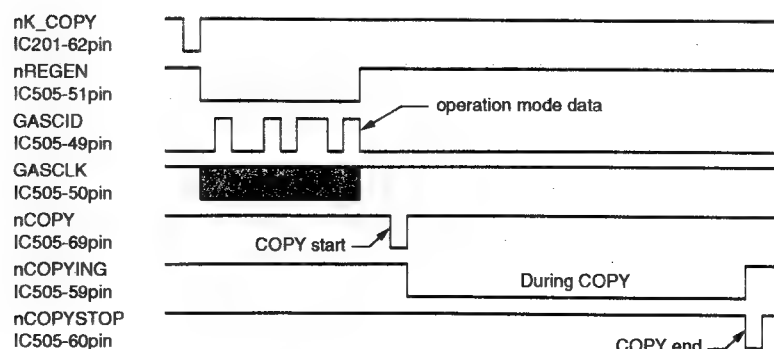 nK_COPY
IC201-62pin
nREGEN
IC505-51pin
operation mode data
GASCID
IC505-49pin
GASCLK
IC505-50pin
nCOPY
IC505-69pin
COPY start
nCOPYING
IC505-59pin
During COPY
nCOPYSTOP
IC505-60pin
COPY end